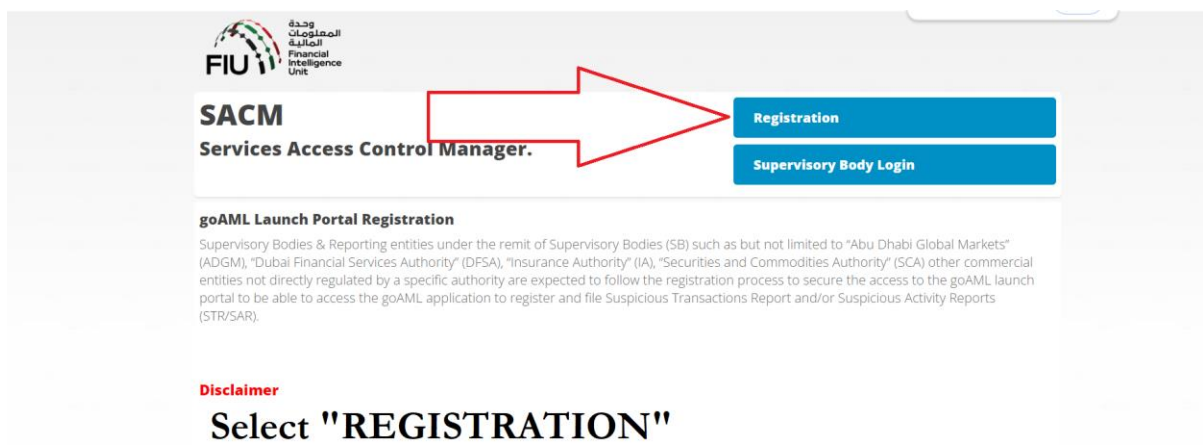 وحدة
المعلومات
المالية
Financial
Intelligence
Unit
FIU
SACM
Services Access Control Manager.
Registration
Supervisory Body Login
goAML Launch Portal Registration
Supervisory Bodies & Reporting entities under the remit of Supervisory Bodies (SB) such as but not limited to “Abu Dhabi Global Markets”
(ADGM), “Dubai Financial Services Authority” (DFSA), “Insurance Authority” (IA), “Securities and Commodities Authority” (SCA) other commercial
entities not directly regulated by a specific authority are expected to follow the registration process to secure the access to the goAML launch
portal to be able to access the goAML application to register and file Suspicious Transactions Report and/or Suspicious Activity Reports
(STR/SAR).
Disclaimer
Select "REGISTRATION"